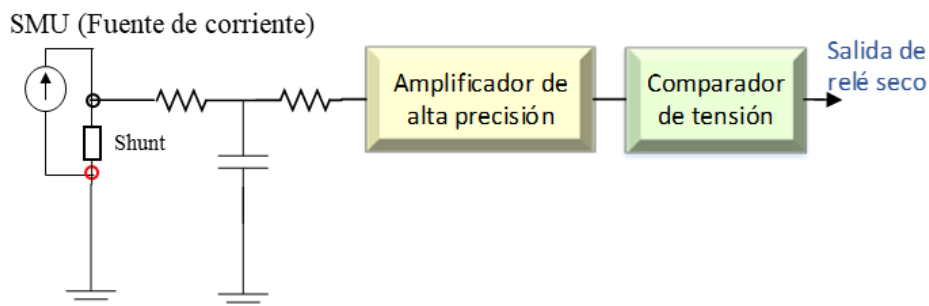 SMU (Fuente de corriente)
Shunt
Amplificador de
alta precisión
Comparador
de tensión
Salida de
relé seco